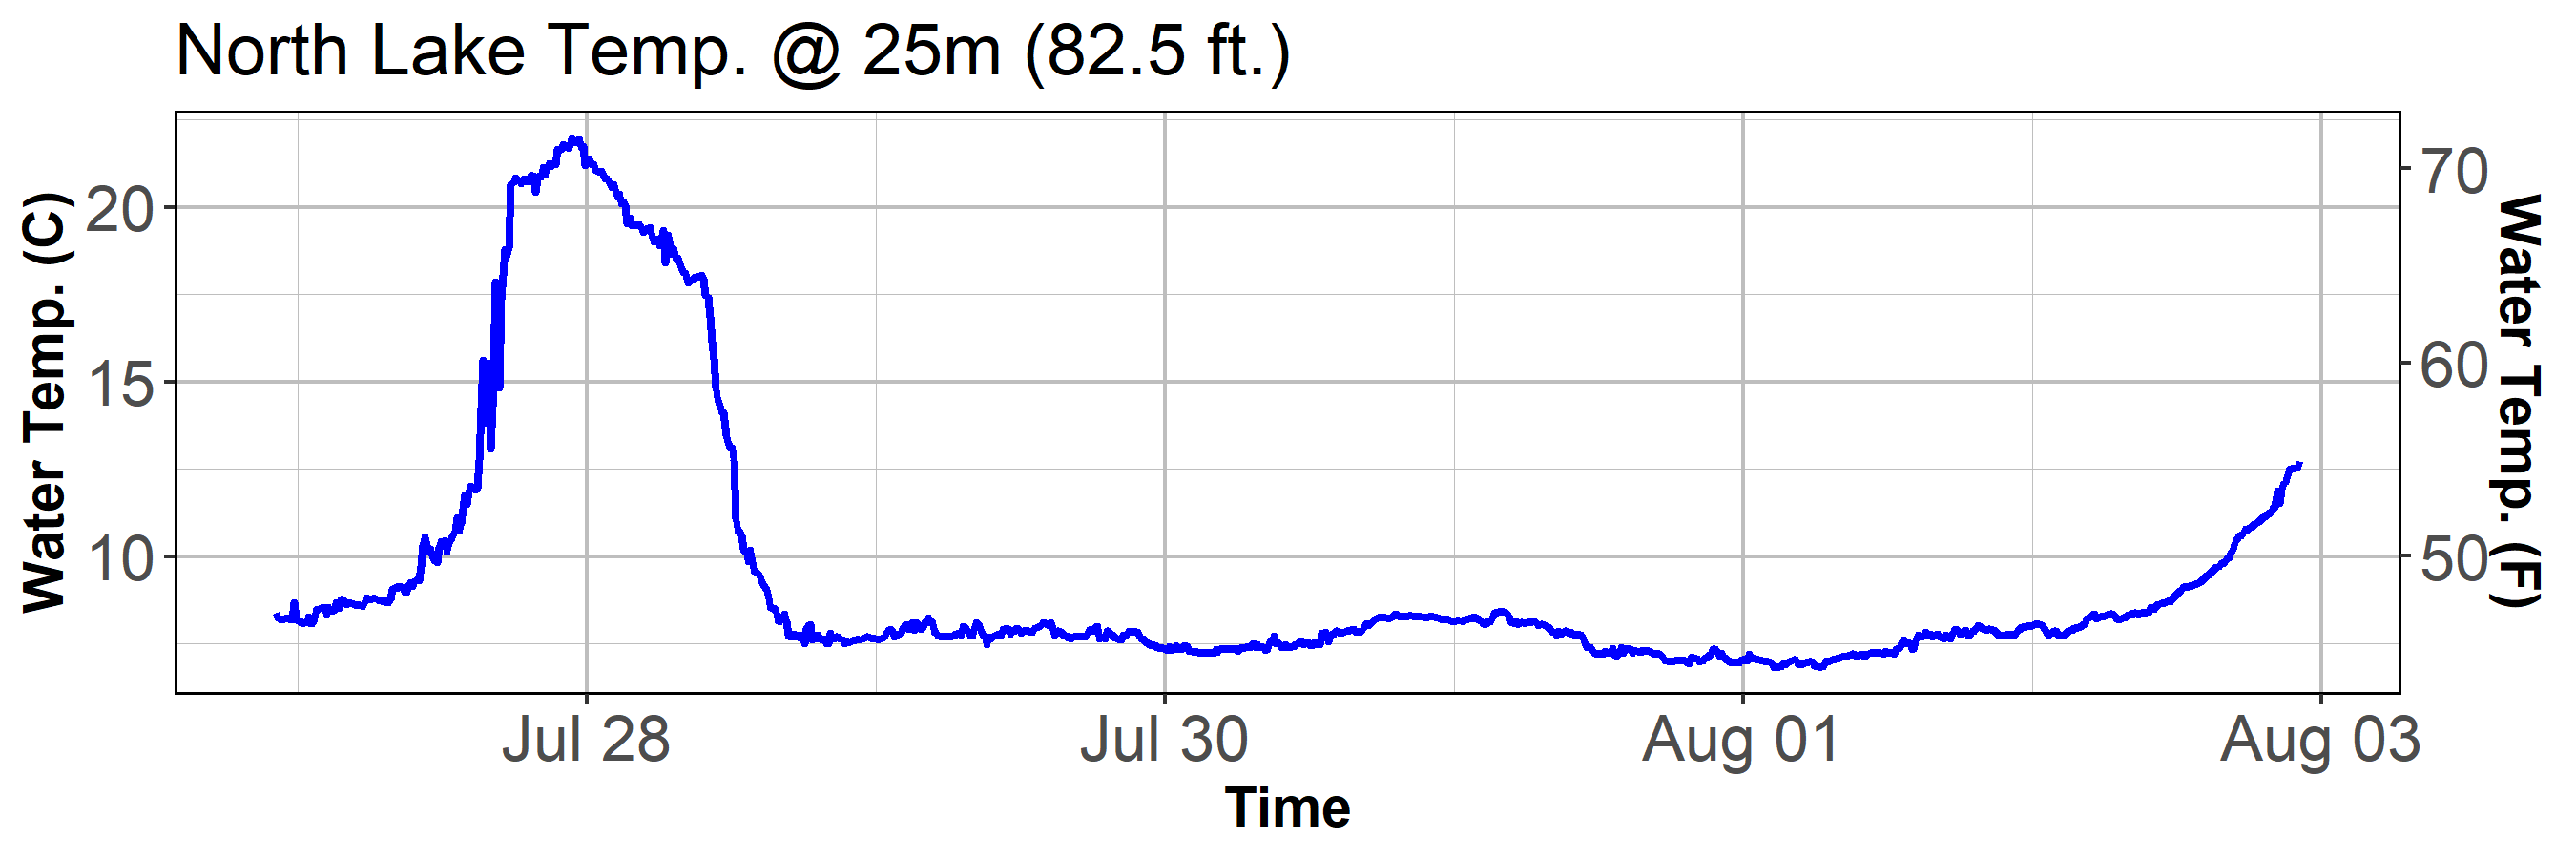 North Lake Temp. @ 25m (82.5 ft.)
Water Temp. (C)
20
15
10
70
60
50
Water Temp. (F)
Jul 28
Jul 30
Aug 01
Aug 03
Time